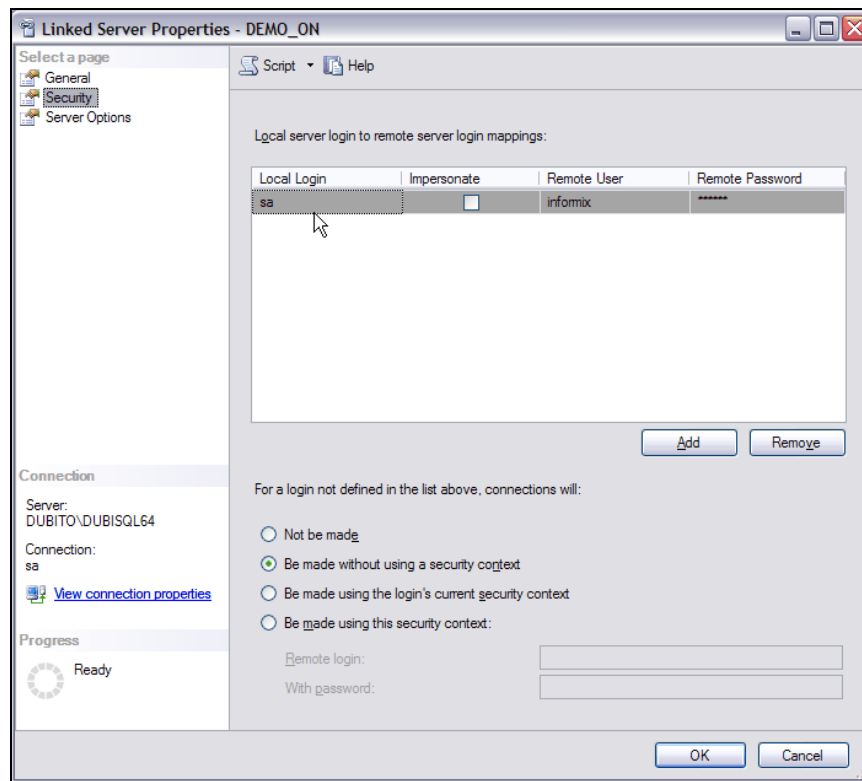 Linked Server Properties - DEMO_ON
Select a page
General
Security
Server Options
Script Help
Local server login to remote server login mappings:
Local Login Impersonate Remote User Remote Password
sa informix ******
Add Remove
Connection
Server:
DUBITO\DUBISQL64
Connection:
sa
View connection properties
Progress
Ready
For a login not defined in the list above, connections will:
Not be made
Be made without using a security context
Be made using the login's current security context
Be made using this security context:
Remote login:
With password:
OK Cancel